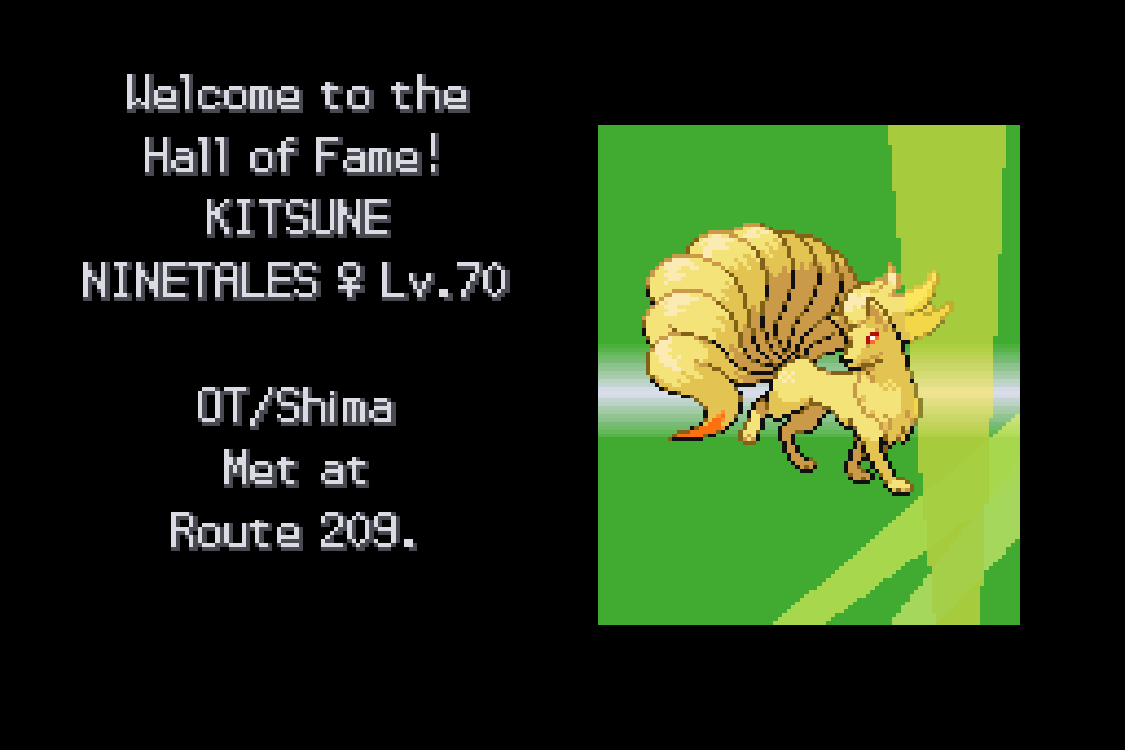 Welcome to the
Hall of Fame!
KITSUNE
NINETALES ♀ Lv.70
OT/Shima
Met at
Route 209.